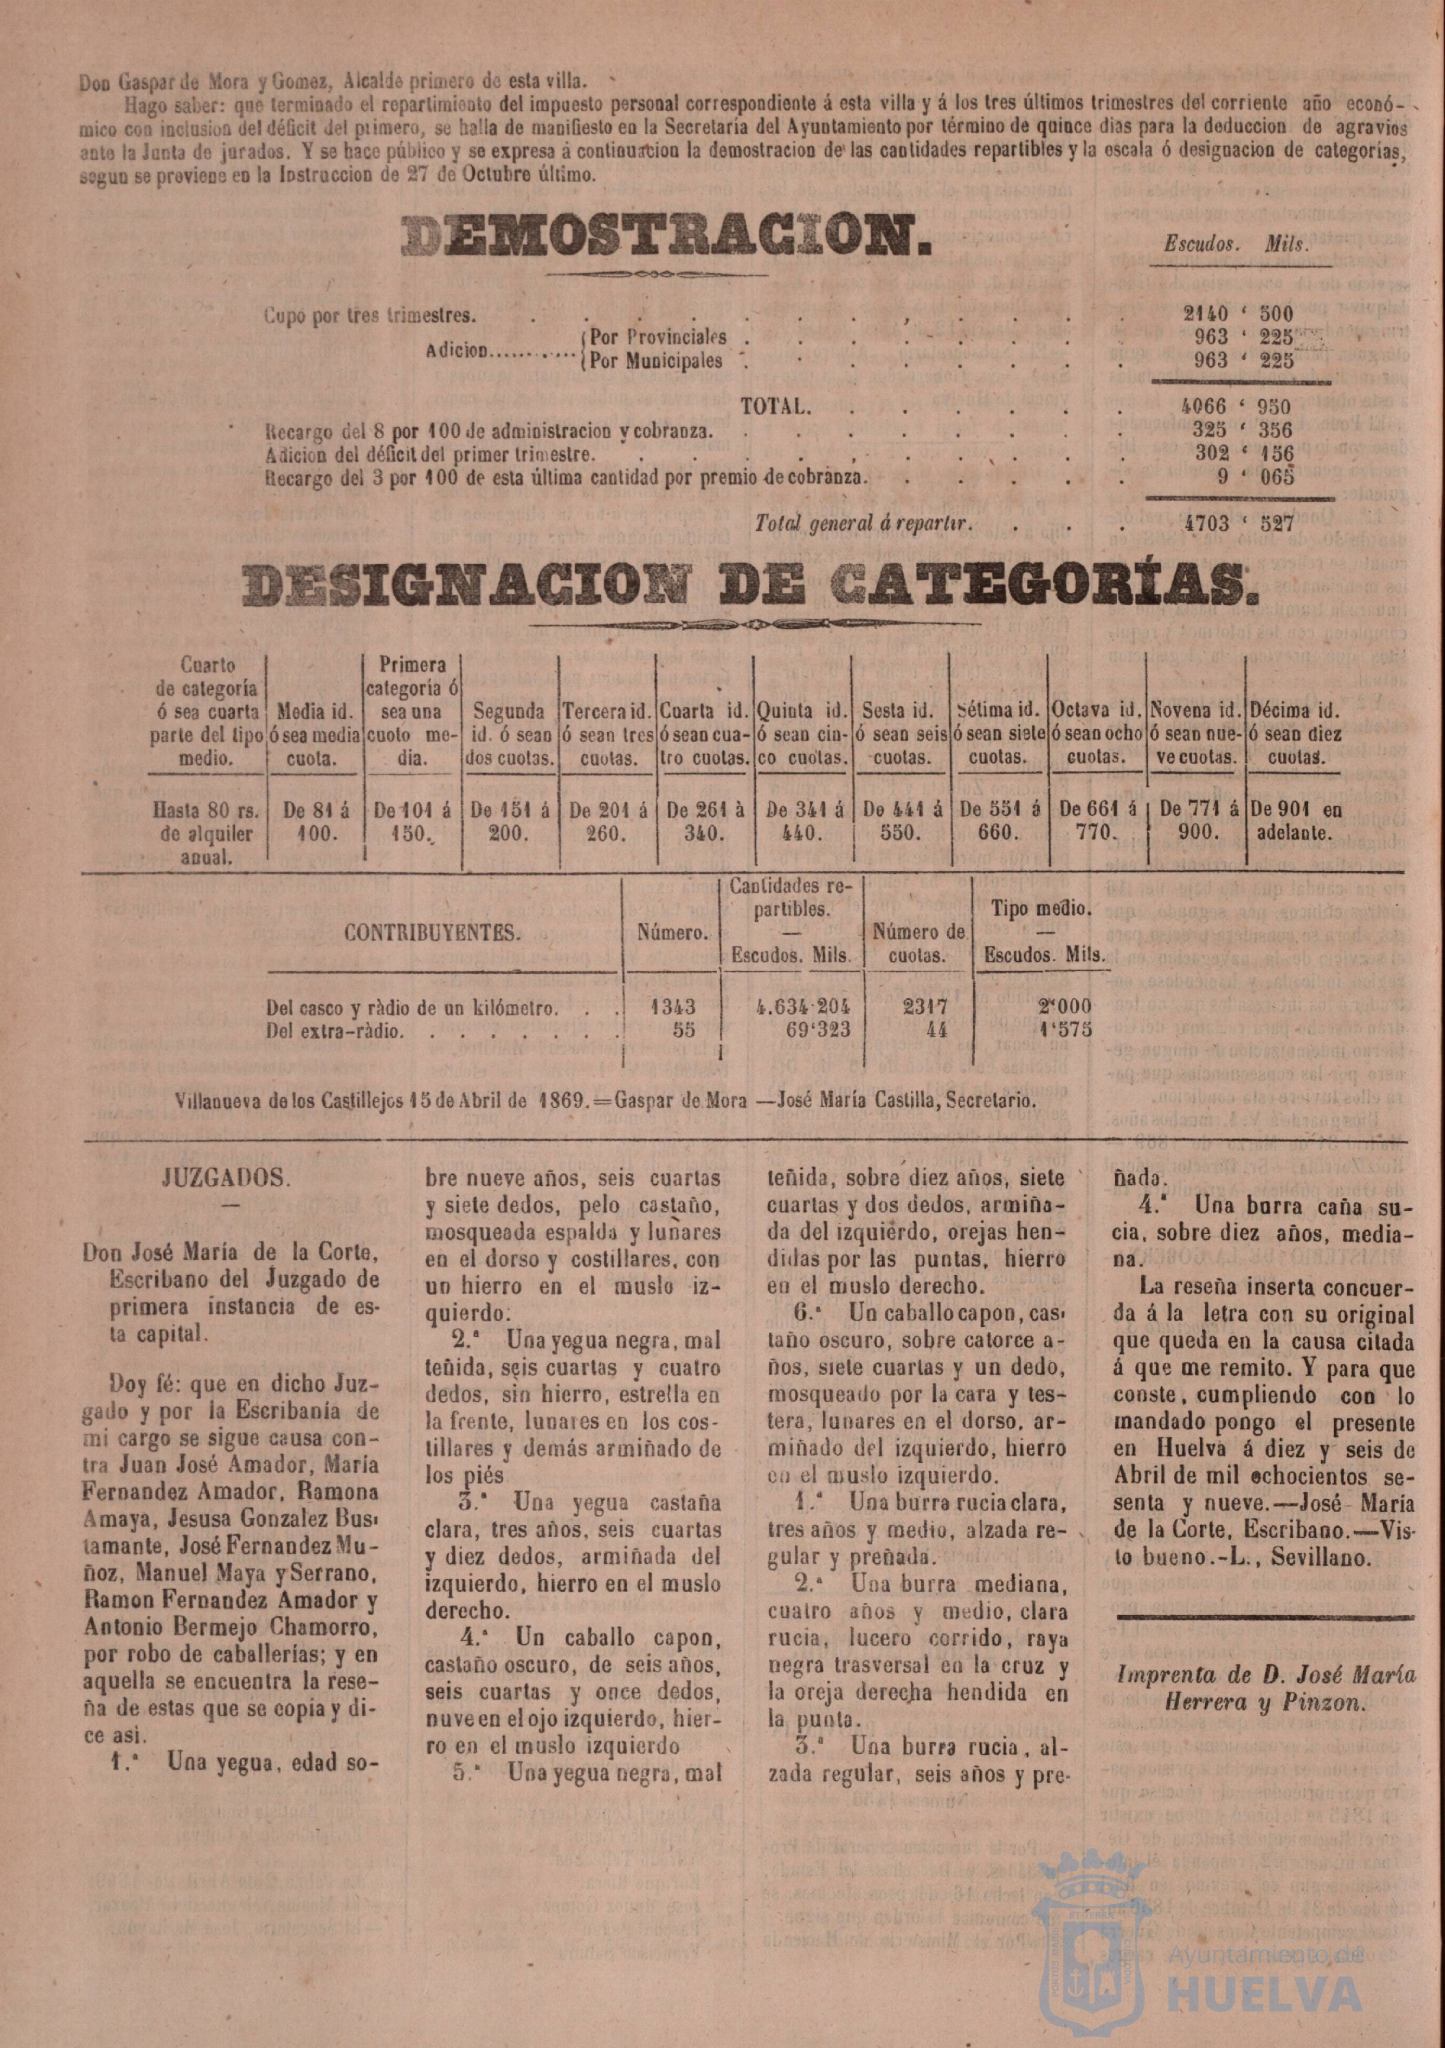 Don Gaspar de Mora y Gomez, Alcalde primero de esta villa.
Hago saber: que terminado el repartimiento del impuesto personal correspondiente á esta villa y á los tres últimos trimestres del corriente año econó-
mico con inclusion del déficit del primero, se halla de manifiesto en la Secretaria del Ayuntamiento por término de quince dias para la deduccion de agravios
ante la Junta de jurados. Y se hace público y se expresa á continuacion la demostracion de las cantidades repartibles y la escala ó designacion de categorías,
segun se previene en la Instruccion de 27 de Octubre último.
DEMOSTRACION.
Escudos. Mils.
Cupo por tres trimestres. 2140 ‘ 500
Adicion........... Por Provinciales 963 ‘ 225
Por Municipales 963 ‘ 225
TOTAL. 4066 ‘ 950
Recargo del 8 por 100 de administracion y cobranza. 325 ‘ 356
Adicion del déficit del primer trimestre. 302 ‘ 156
Recargo del 3 por 100 de esta última cantidad por premio de cobranza. 9 ‘ 065
Total general á repartir. 4703 ‘ 527
DESIGNACION DE CATEGORÍAS.
Cuarto
de categoría
ó sea cuarta
parte del tipo
medio.
Media id.
ó sea media
cuota.
Primera
categoría ó
sea una
cuoto me-
dia.
Segunda
id. ó sean
dos cuotas.
Tercera id.
ó sean tres
cuotas.
Cuarta id.
ó sean cua-
tro cuotas.
Quinta id.
ó sean cin-
co cuotas.
Sesta id.
ó sean seis
cuotas.
Sétima id.
ó sean siete
cuotas.
Octava id.
ó sean ocho
cuotas.
Novena id.
ó sean nue-
ve cuotas.
Décima id.
ó sean diez
cuotas.
Hasta 80 rs.
de alquiler
anual.
De 81 á
100.
De 101 á
150.
De 151 á
200.
De 201 á
260.
De 261 à
340.
De 341 á
440.
De 441 á
550.
De 551 á
660.
De 661 á
770.
De 771 á
900.
De 901 en
adelante.
CONTRIBUYENTES.
Número.
Cantidades re-
partibles.
—
Escudos. Mils.
Número de
cuotas.
Tipo medio.
—
Escudos. Mils.
Del casco y ràdio de un kilómetro. . . 1343 4.634·204 2317 2‘000
Del extra-ràdio. . . . . . . . 55 69‘323 44 1‘575
Villanueva de los Castillejos 15 de Abril de 1869.=Gaspar de Mora —José María Castilla, Secretario.
JUZGADOS.
—
Don José María de la Corte,
Escribano del Juzgado de
primera instancia de es-
ta capital.
Doy fé: que en dicho Juz-
gado y por la Escribanía de
mi cargo se sigue causa con-
tra Juan José Amador, María
Fernandez Amador, Ramona
Amaya, Jesusa Gonzalez Bus-
tamante, José Fernandez Mu-
ñoz, Manuel Maya y Serrano,
Ramon Fernandez Amador y
Antonio Bermejo Chamorro,
por robo de caballerías; y en
aquella se encuentra la rese-
ña de estas que se copia y di-
ce asi.
1.ª Una yegua, edad so-
bre nueve años, seis cuartas
y siete dedos, pelo castaño,
mosqueada espalda y lunares
en el dorso y costillares, con
un hierro en el muslo iz-
quierdo.
2.ª Una yegua negra, mal
teñida, seis cuartas y cuatro
dedos, sin hierro, estrella en
la frente, lunares en los cos-
tillares y demás armiñado de
los piés
3.ª Una yegua castaña
clara, tres años, seis cuartas
y diez dedos, armiñada del
izquierdo, hierro en el muslo
derecho.
4.ª Un caballo capon,
castaño oscuro, de seis años,
seis cuartas y once dedos,
nuve en el ojo izquierdo, hier-
ro en el muslo izquierdo
5.ª Una yegua negra, mal
teñida, sobre diez años, siete
cuartas y dos dedos, armiña-
da del izquierdo, orejas hen-
didas por las puntas, hierro
en el muslo derecho.
6.ª Un caballo capon, cas-
taño oscuro, sobre catorce a-
ños, siete cuartas y un dedo,
mosqueado por la cara y tes-
tera, lunares en el dorso, ar-
miñado del izquierdo, hierro
en el muslo izquierdo.
1.ª Una burra rucia clara,
tres años y medio, alzada re-
gular y preñada.
2.ª Una burra mediana,
cuatro años y medio, clara
rucia, lucero corrido, raya
negra trasversal en la cruz y
la oreja derecha hendida en
la punta.
3.ª Una burra rucia, al-
zada regular, seis años y pre-
ñada.
4.ª Una burra caña su-
cia, sobre diez años, media-
na.
La reseña inserta concuer-
da á la letra con su original
que queda en la causa citada
á que me remito. Y para que
conste, cumpliendo con lo
mandado pongo el presente
en Huelva á diez y seis de
Abril de mil ochocientos se-
senta y nueve.—José María
de la Corte, Escribano.—Vis-
to bueno.-L., Sevillano.
Imprenta de D. José María
Herrera y Pinzon.
Ayuntamiento de
HUELVA